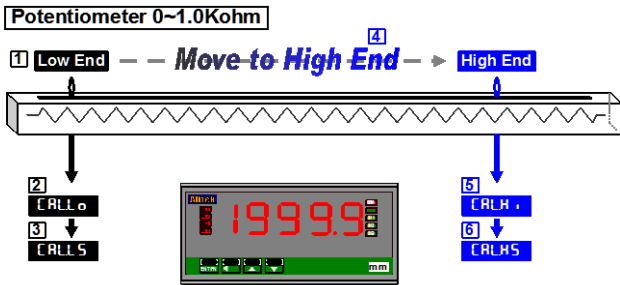 Potentiometer 0~1.0Kohm
4
1 Low End Move to High End High End
2
CALLo
3
CALLS
5
CALHi
6
CALHS
1999.9
mm